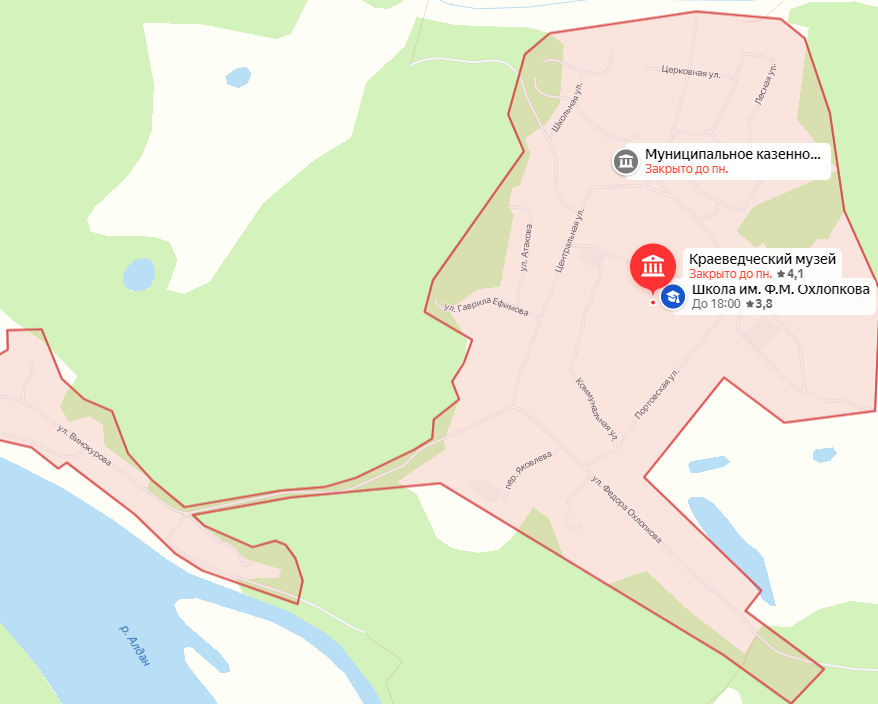 Церковная ул.
Лесная ул.
Школьная ул.
Муниципальное казенно...
Закрыто до пн.
ул. Атакова
Центральная ул.
Краеведческий музей
Закрыто до пн. ★4,1
Школа им. Ф.М. Охлопкова
До 18:00 ★3,8
ул. Гаврила Ефимова
Коммунальная ул.
Портовская ул.
ул. Винокурова
пер. Яковлева
ул. Федора Охлопкова
р. Алдан